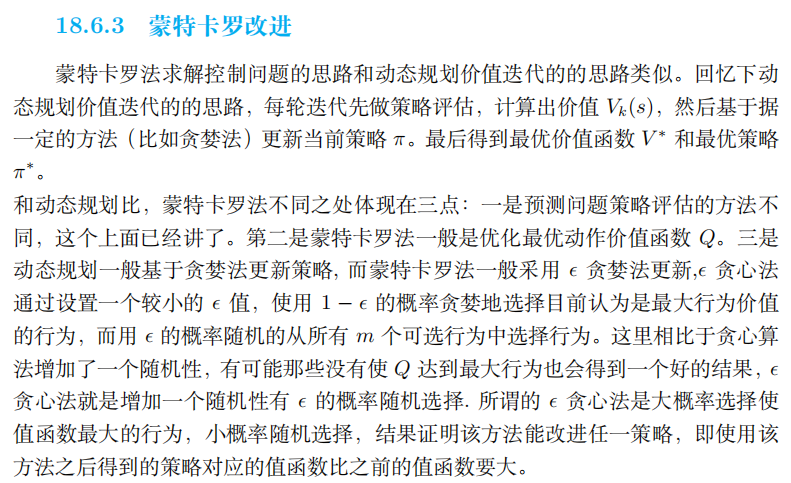 18.6.3 蒙特卡罗改进
蒙特卡罗法求解控制问题的思路和动态规划价值迭代的的思路类似。回忆下动
态规划价值迭代的的思路，每轮迭代先做策略评估，计算出价值 Vk(s)，然后基于据
一定的方法（比如贪婪法）更新当前策略 π。最后得到最优价值函数 V* 和最优策略
π*。
和动态规划比，蒙特卡罗法不同之处体现在三点：一是预测问题策略评估的方法不
同，这个上面已经讲了。第二是蒙特卡罗法一般是优化最优动作价值函数 Q。三是
动态规划一般基于贪婪法更新策略, 而蒙特卡罗法一般采用 ϵ 贪婪法更新,ϵ 贪心法
通过设置一个较小的 ϵ 值，使用 1 − ϵ 的概率贪婪地选择目前认为是最大行为价值
的行为，而用 ϵ 的概率随机的从所有 m 个可选行为中选择行为。这里相比于贪心算
法增加了一个随机性，有可能那些没有使 Q 达到最大行为也会得到一个好的结果，ϵ
贪心法就是增加一个随机性有 ϵ 的概率随机选择. 所谓的 ϵ 贪心法是大概率选择使
值函数最大的行为，小概率随机选择，结果证明该方法能改进任一策略，即使用该
方法之后得到的策略对应的值函数比之前的值函数要大。